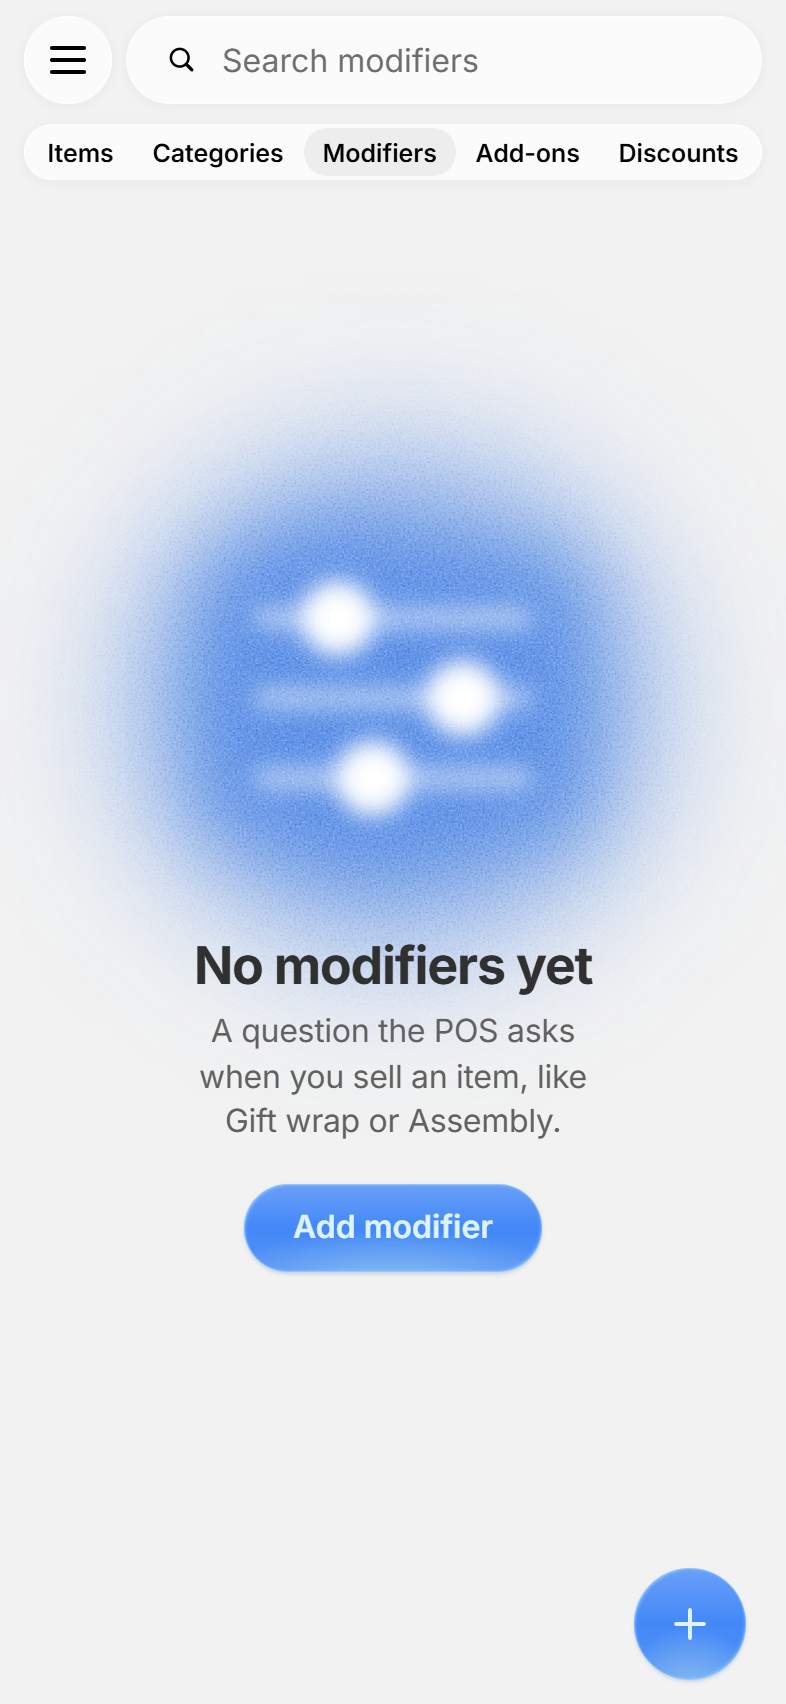 Search modifiers
Items Categories Modifiers Add-ons Discounts
No modifiers yet
A question the POS asks
when you sell an item, like
Gift wrap or Assembly.
Add modifier